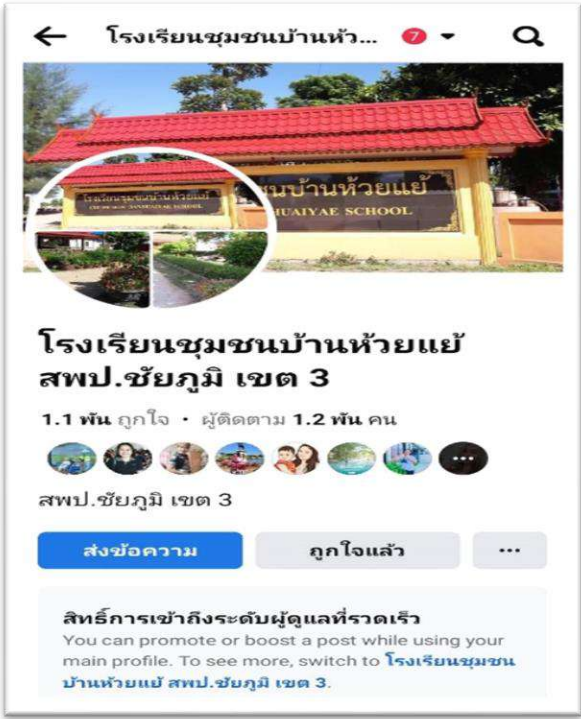 โรงเรียนชุมชนบ้านหัว... 7
ชนบ้านห้วยแย้
HUAIYAE SCHOOL
โรงเรียนชุมชนบ้านห้วยแย้
โรงเรียนชุมชนบ้านห้วยแย้
สพป.ชัยภูมิ เขต 3
1.1 พัน ถูกใจ • ผู้ติดตาม 1.2 พัน คน
สพป.ชัยภูมิ เขต 3
ส่งข้อความ ถูกใจแล้ว ...
สิทธิ์การเข้าถึงระดับผู้ดูแลที่รวดเร็ว
You can promote or boost a post while using your
main profile. To see more, switch to โรงเรียนชุมชน
บ้านห้วยแย้ สพป.ชัยภูมิ เขต 3.